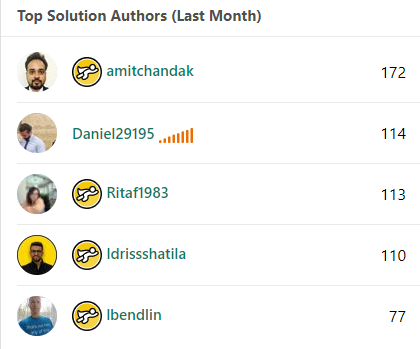 Top Solution Authors (Last Month)
amitchandak 172
Daniel29195 114
Ritaf1983 113
Idrissshatila 110
lbendlin 77